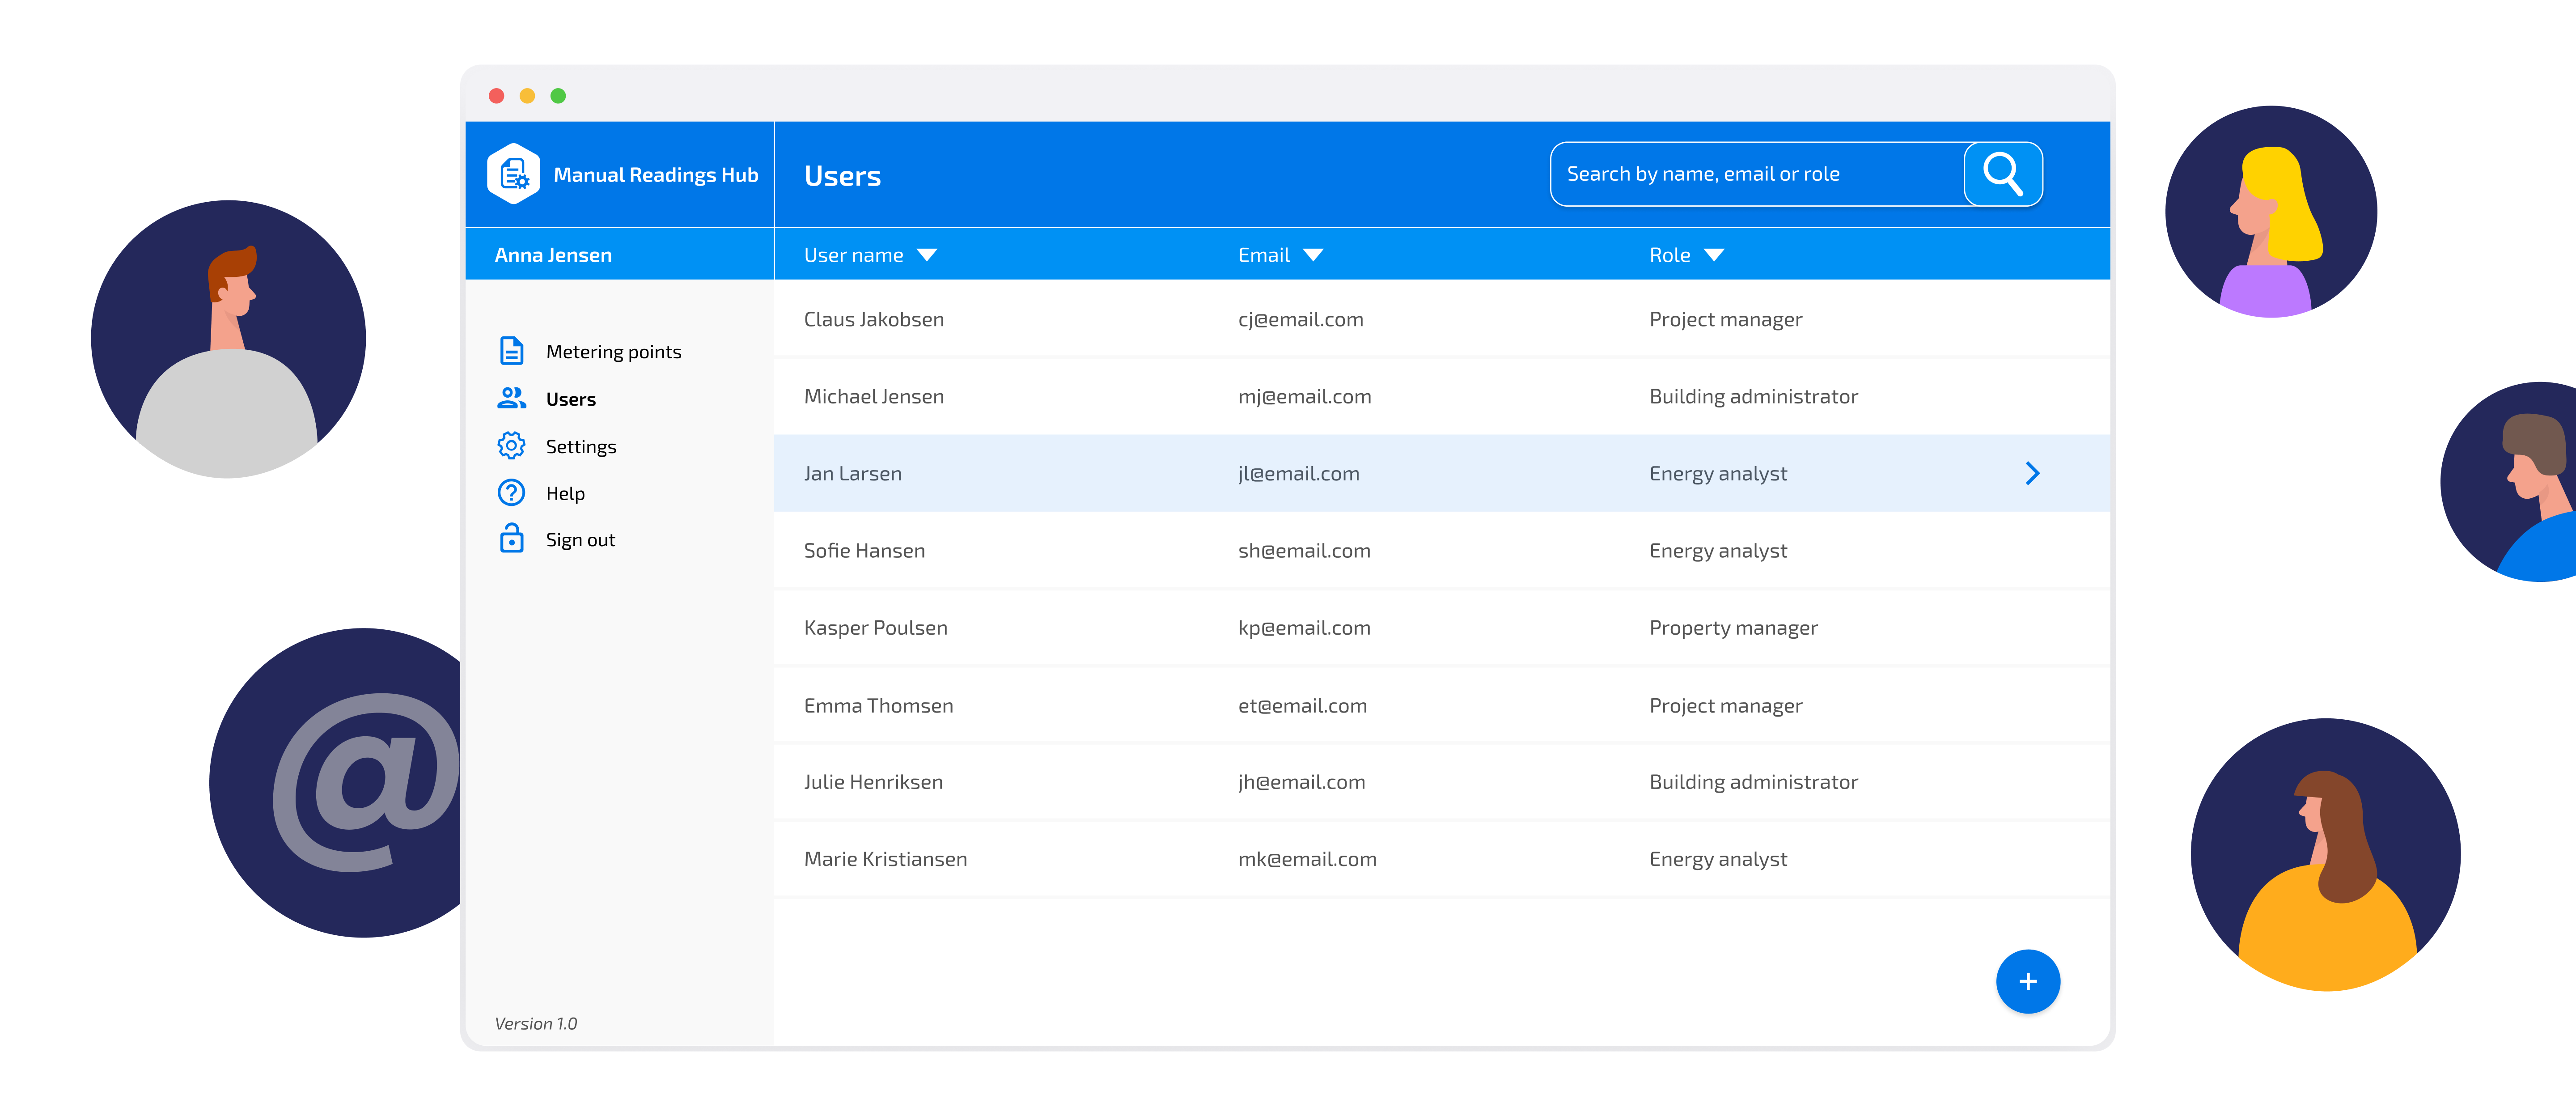 Manual Readings Hub
Users
Search by name, email or role
Anna Jensen
User name Email Role
Metering points
Users
Settings
Help
Sign out
Version 1.0
Claus Jakobsen cj@email.com Project manager
Michael Jensen mj@email.com Building administrator
Jan Larsen jl@email.com Energy analyst
Sofie Hansen sh@email.com Energy analyst
Kasper Poulsen kp@email.com Property manager
Emma Thomsen et@email.com Project manager
Julie Henriksen jh@email.com Building administrator
Marie Kristiansen mk@email.com Energy analyst
+
@